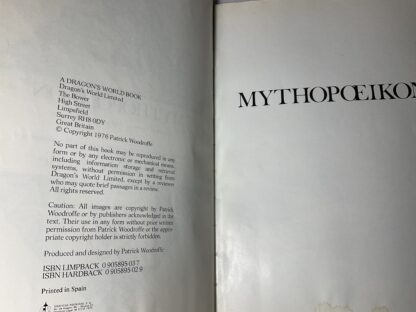 A DRAGON'S WORLD BOOK
Dragon's World Limited
The Bower
High Street
Limpsfield
Surrey RH8 0DY
Great Britain
© Copyright 1976 Patrick Woodroffe
No part of this book may be reproduced in any
form or by any electronic or mechanical means,
including information storage and retrieval
systems, without permission in writing from
Dragon's World Limited, except by a reviewer
who may quote brief passages in a review.
All rights reserved.
Caution: All images are copyright by Patrick
Woodroffe or by publishers acknowledged in the
text. Their use in any form without prior written
permission from Patrick Woodroffe or the appro-
priate copyright holder is strictly forbidden.
Produced and designed by Patrick Woodroffe
ISBN LIMPBACK 0 905895 03 7
ISBN HARDBACK 0 905895 02 9
Printed in Spain
MYTHOPŒIKON